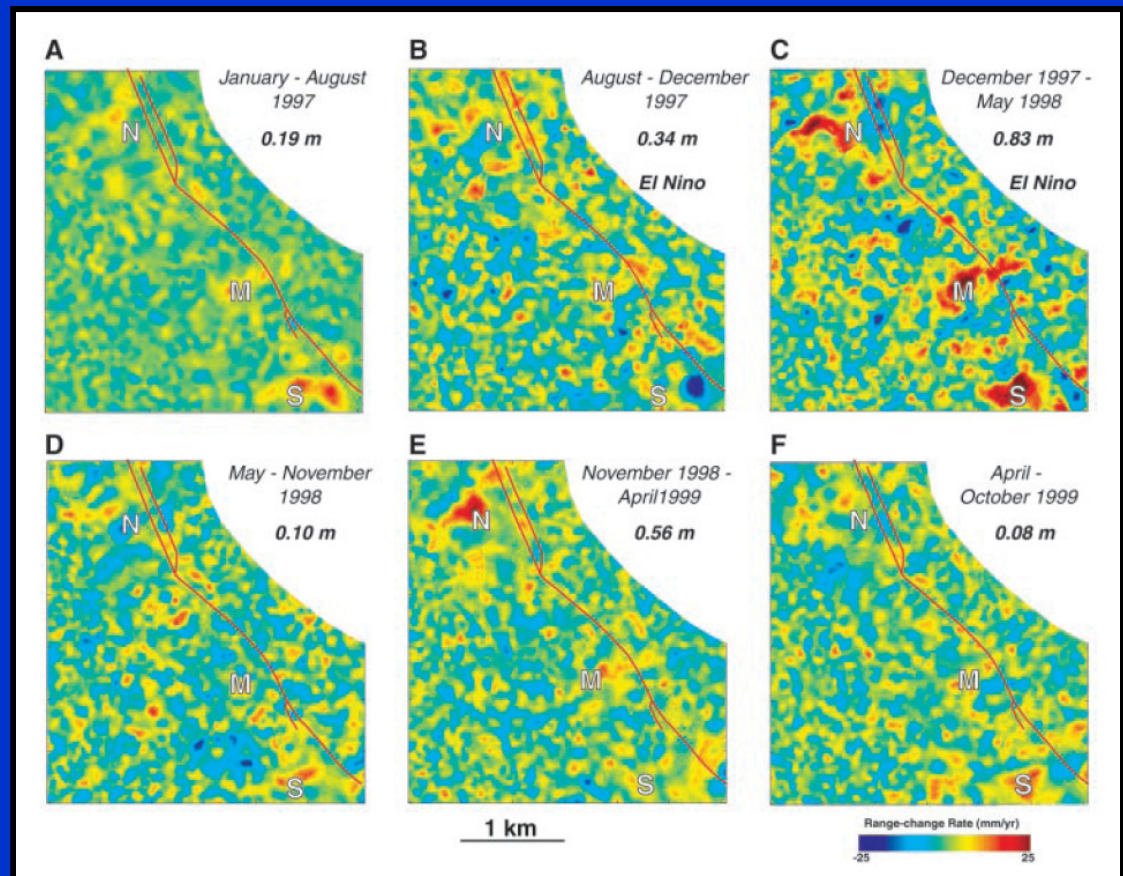 A
January - August
1997
0.19 m
N
M
S
B
August - December
1997
0.34 m
El Nino
N
M
S
C
December 1997 -
May 1998
0.83 m
El Nino
N
M
S
D
May - November
1998
0.10 m
N
M
S
E
November 1998 -
April1999
0.56 m
N
M
S
F
April -
October 1999
0.08 m
N
M
S
1 km
Range-change Rate (mm/yr)
-25 25